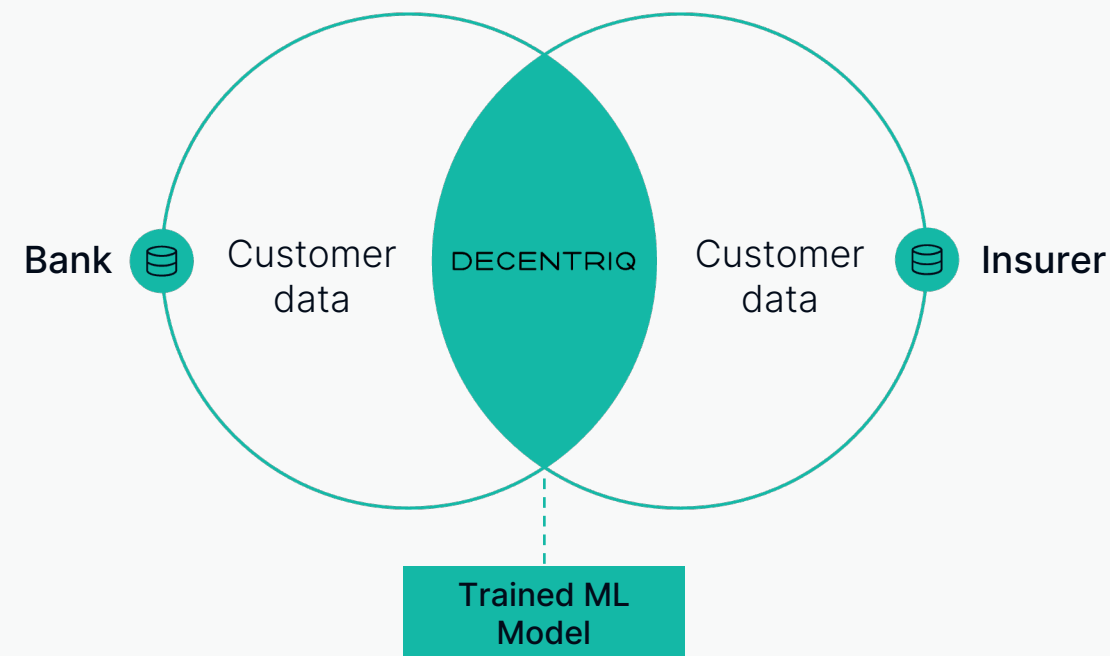 Bank
Customer
data
DECENTRIQ
Customer
data
Insurer
Trained ML
Model